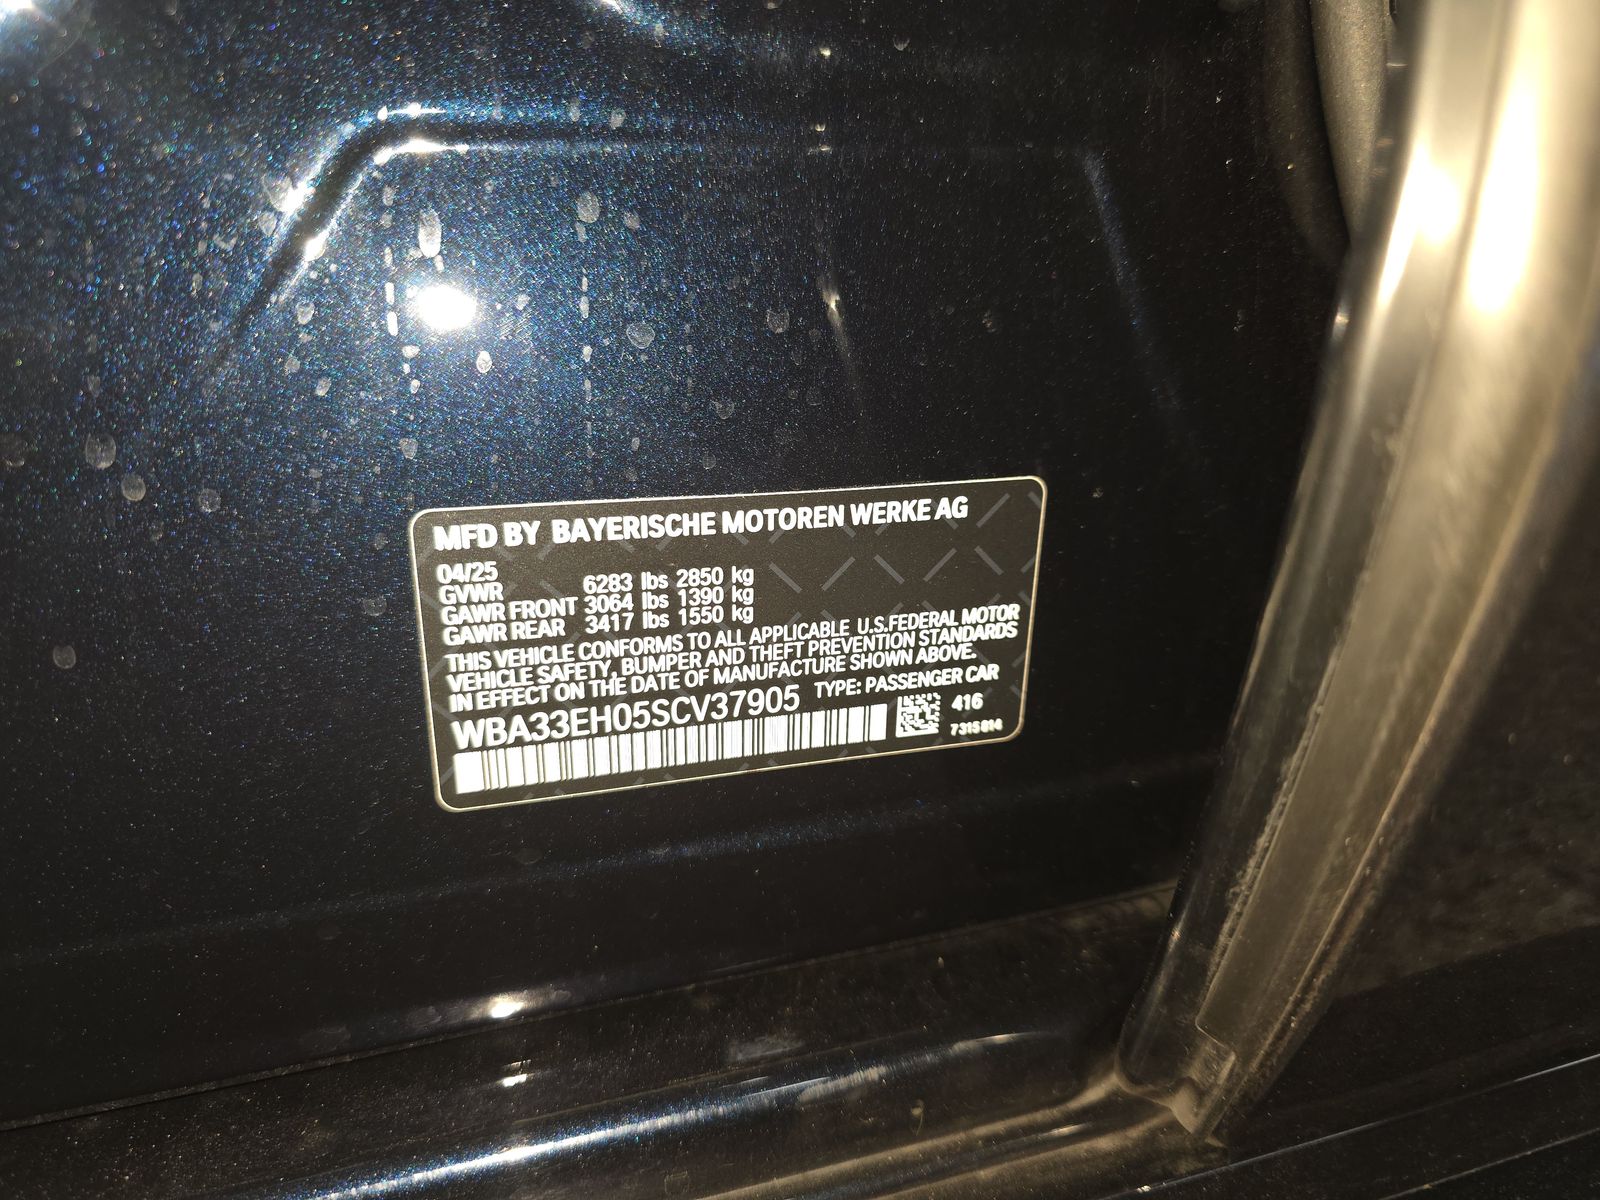 MFD BY BAYERISCHE MOTOREN WERKE AG
04/25
GVWR 6283 lbs 2850 kg
GAWR FRONT 3064 lbs 1390 kg
GAWR REAR 3417 lbs 1550 kg
THIS VEHICLE CONFORMS TO ALL APPLICABLE U.S.FEDERAL MOTOR
VEHICLE SAFETY, BUMPER AND THEFT PREVENTION STANDARDS
IN EFFECT ON THE DATE OF MANUFACTURE SHOWN ABOVE.
WBA33EH05SCV37905 TYPE: PASSENGER CAR
416
7315814